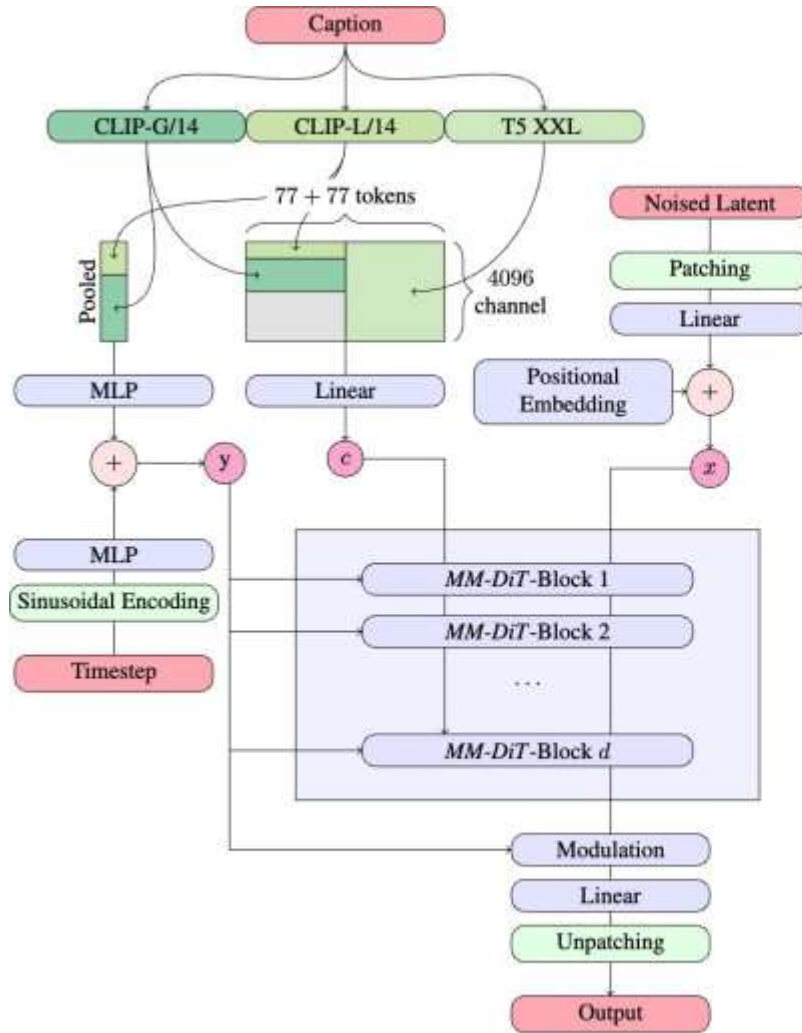 Caption
CLIP-G/14
CLIP-L/14
T5 XXL
77 + 77 tokens
Noised Latent
Pooled
4096
channel
Patching
Linear
MLP
Linear
Positional
Embedding
+
+
y
c
x
MLP
Sinusoidal Encoding
Timestep
MM-DiT-Block 1
MM-DiT-Block 2
. . .
MM-DiT-Block d
Modulation
Linear
Unpatching
Output